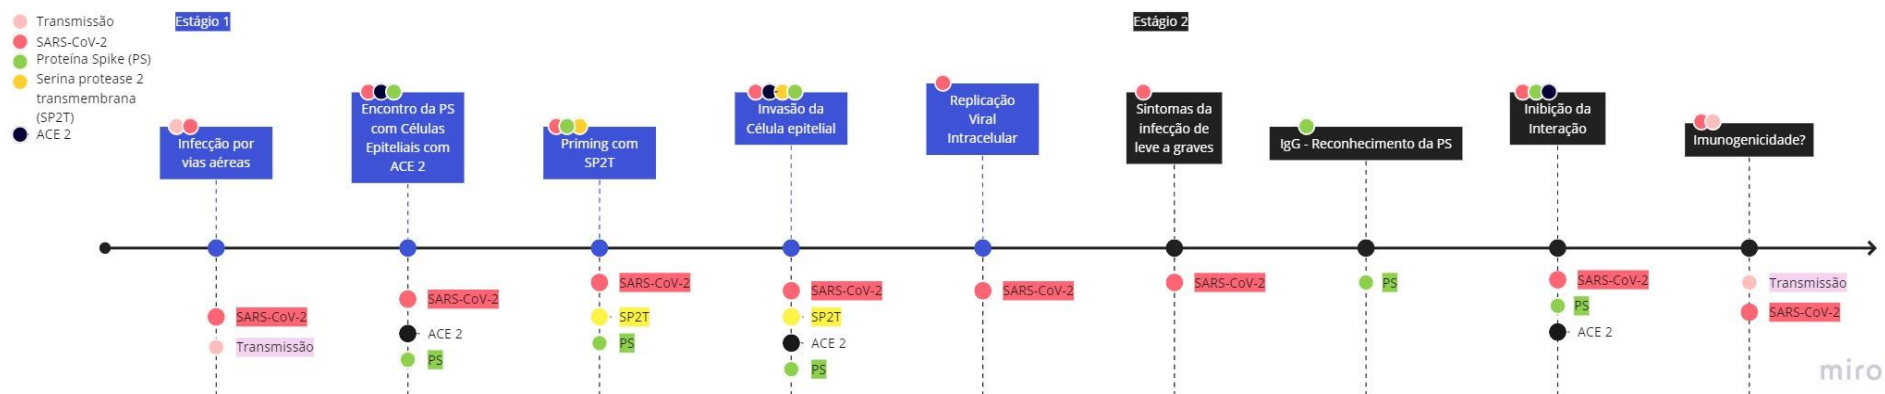 Transmissão
SARS-CoV-2
Proteína Spike (PS)
Serina protease 2
transmembrana
(SP2T)
ACE 2
Estágio 1
Estágio 2
Infecção por
vias aéreas
Encontro da PS
com Células
Epiteliais com
ACE 2
Priming com
SP2T
Invasão da
Célula epitelial
Replicação
Viral
Intracelular
Sintomas da
infecção de
leve a graves
IgG - Reconhecimento da PS
Inibição da
Interação
Imunogenicidade?
SARS-CoV-2
Transmissão
SARS-CoV-2
ACE 2
PS
SARS-CoV-2
SP2T
PS
SARS-CoV-2
SP2T
ACE 2
PS
SARS-CoV-2
SARS-CoV-2
PS
SARS-CoV-2
PS
ACE 2
Transmissão
SARS-CoV-2
miro